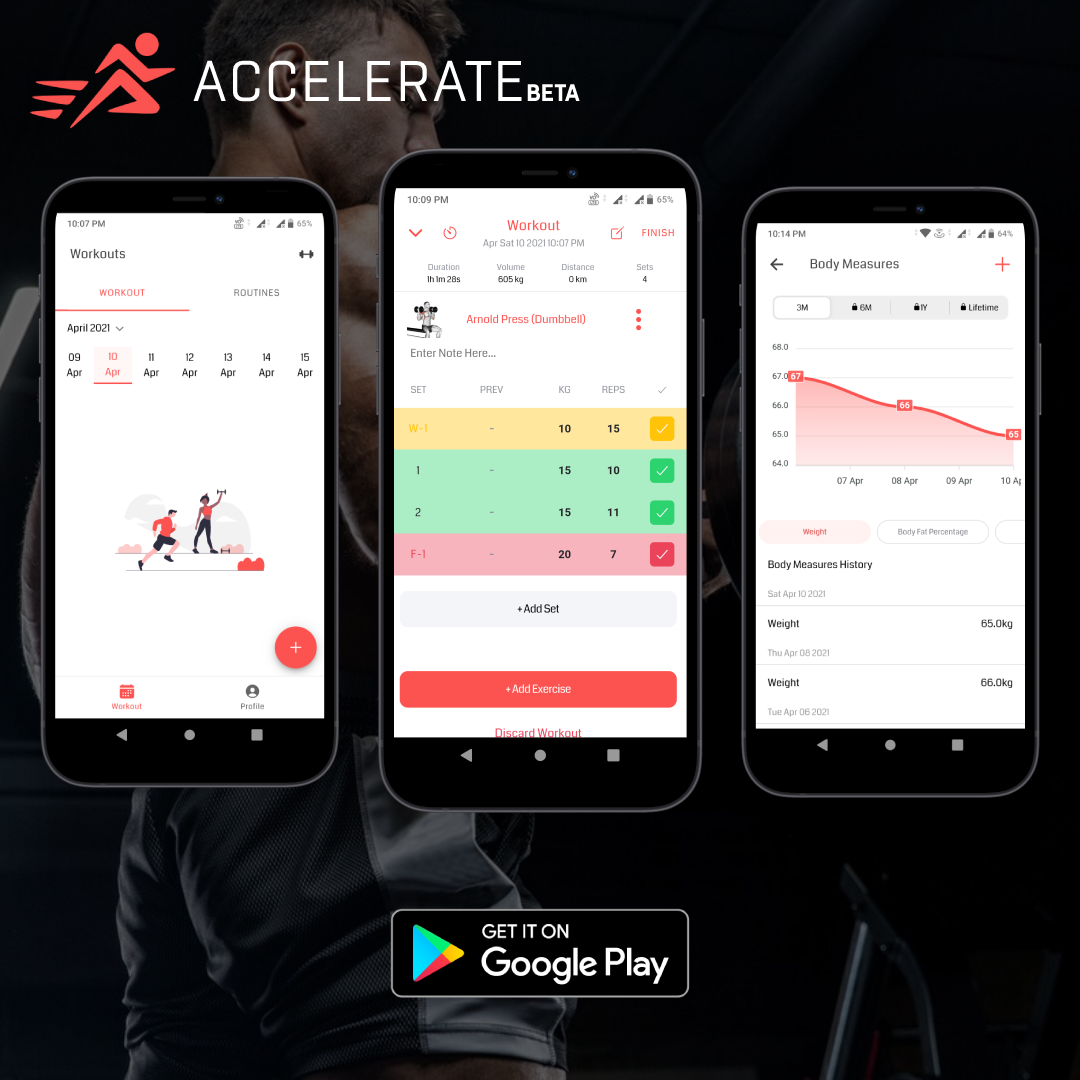 ACCELERATE BETA
10:07 PM 65%
Workouts
WORKOUT ROUTINES
April 2021
09 10 11 12 13 14 15
Apr Apr Apr Apr Apr Apr Apr
+
Workout Profile
10:09 PM 65%
Workout
Apr Sat 10 2021 10:07 PM
FINISH
Duration Volume Distance Sets
1h 1m 28s 605 kg 0 km 4
Arnold Press (Dumbbell)
Enter Note Here...
SET PREV KG REPS
W-1 - 10 15
1 - 15 10
2 - 15 11
F-1 - 20 7
+ Add Set
+ Add Exercise
Discard Workout
10:14 PM 64%
Body Measures
3M 6M 1Y Lifetime
68.0
67.0 67
66.0 66
65.0 65
64.0
07 Apr 08 Apr 09 Apr 10 Ap
Weight Body Fat Percentage
Body Measures History
Sat Apr 10 2021
Weight 65.0kg
Thu Apr 08 2021
Weight 66.0kg
Tue Apr 06 2021
GET IT ON
Google Play